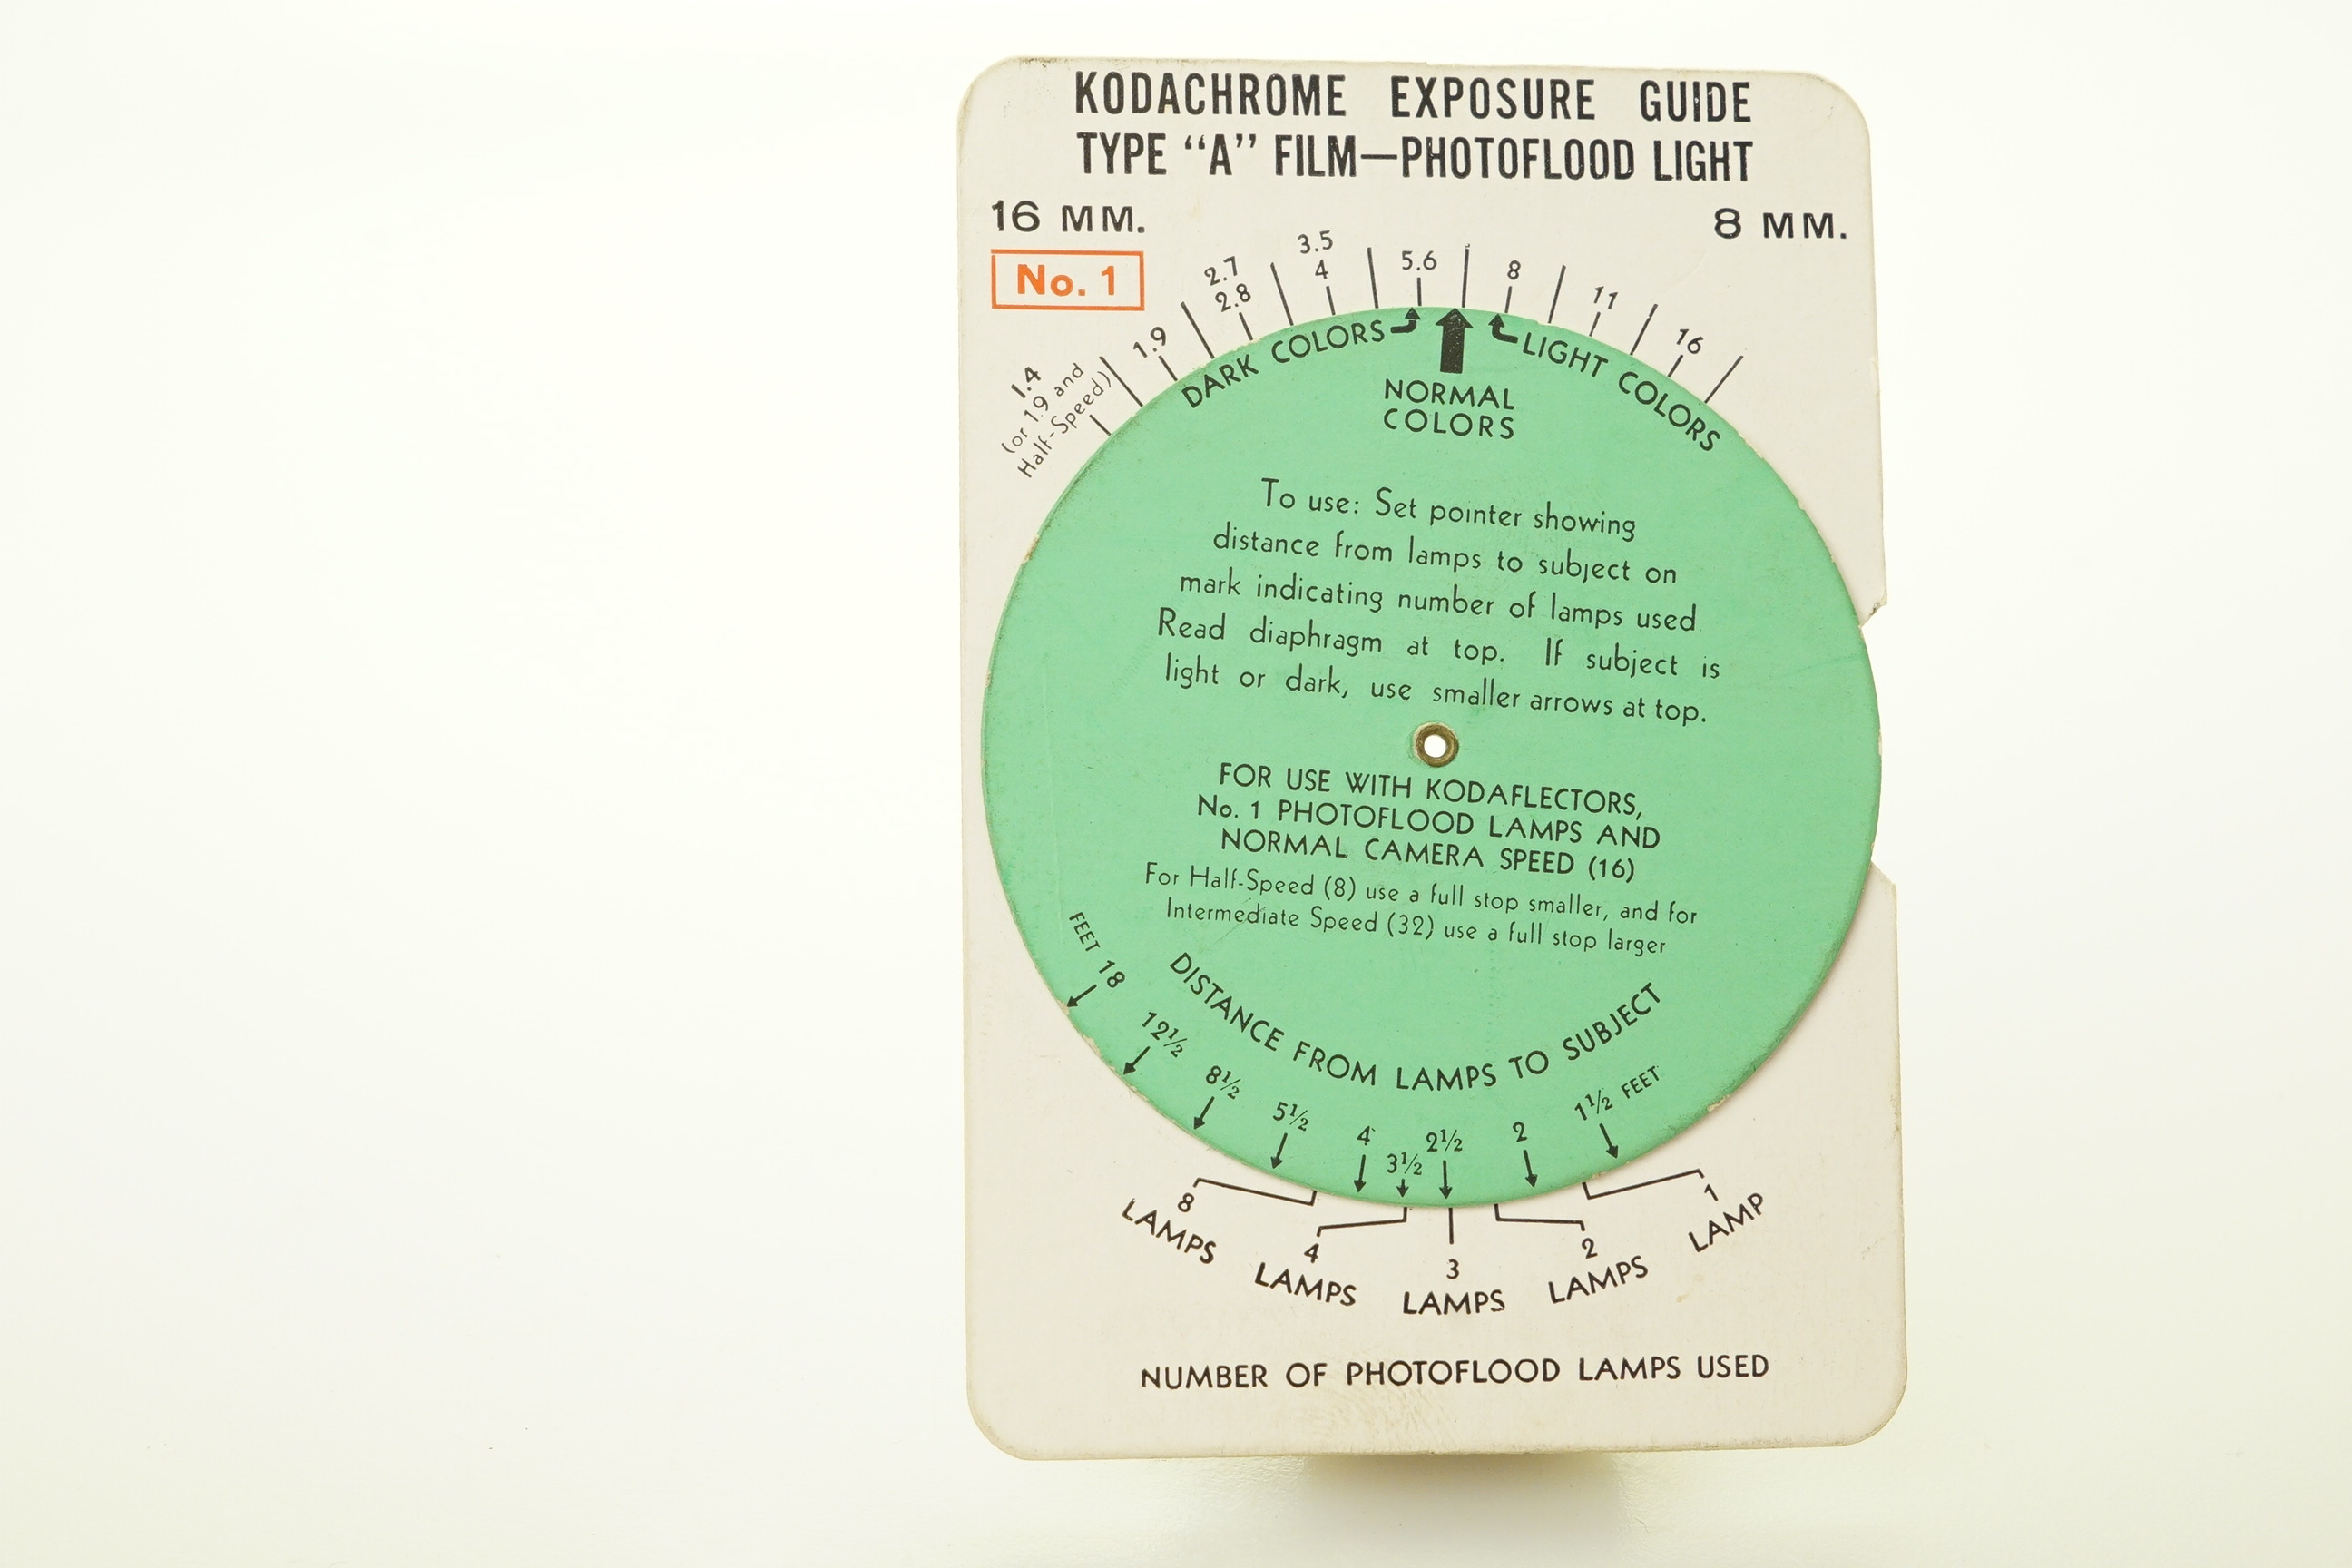 KODACHROME EXPOSURE GUIDE
TYPE “A” FILM—PHOTOFLOOD LIGHT
16 MM.
8 MM.
No. 1
1.4
(or 1.9 and
Half-Speed)
1.9
2.7
2.8
3.5
4
5.6
8
11
16
DARK COLORS
NORMAL
COLORS
LIGHT COLORS
To use: Set pointer showing
distance from lamps to subject on
mark indicating number of lamps used.
Read diaphragm at top. If subject is
light or dark, use smaller arrows at top.
FOR USE WITH KODAFLECTORS,
No. 1 PHOTOFLOOD LAMPS AND
NORMAL CAMERA SPEED (16)
For Half-Speed (8) use a full stop smaller, and for
Intermediate Speed (32) use a full stop larger
DISTANCE FROM LAMPS TO SUBJECT
FEET 18
12½
8½
5½
4
3½
2½
2
1½ FEET
8
LAMPS
4
LAMPS
3
LAMPS
2
LAMPS
1
LAMP
NUMBER OF PHOTOFLOOD LAMPS USED